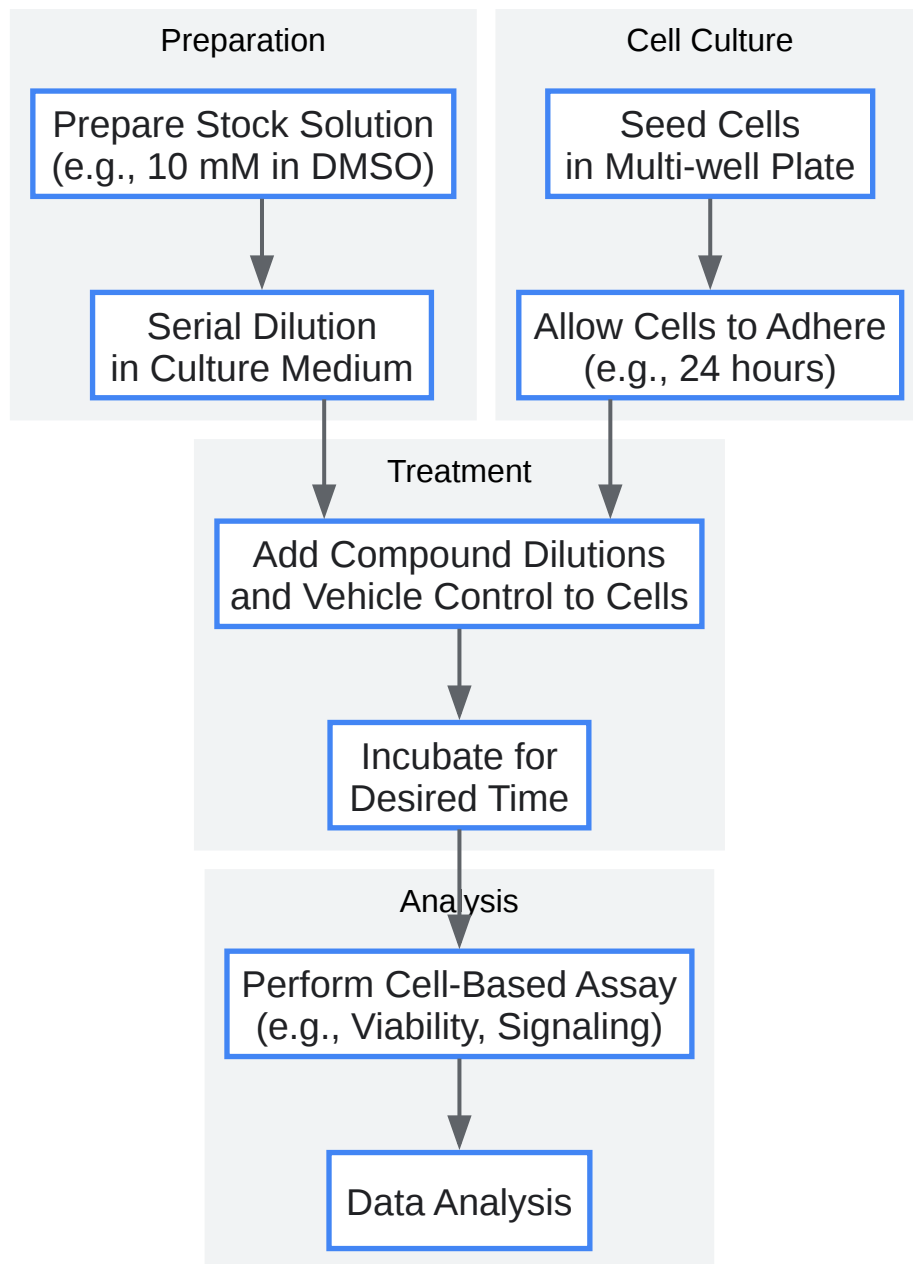 Preparation
Prepare Stock Solution
(e.g., 10 mM in DMSO)
Serial Dilution
in Culture Medium
Cell Culture
Seed Cells
in Multi-well Plate
Allow Cells to Adhere
(e.g., 24 hours)
Treatment
Add Compound Dilutions
and Vehicle Control to Cells
Incubate for
Desired Time
Analysis
Perform Cell-Based Assay
(e.g., Viability, Signaling)
Data Analysis